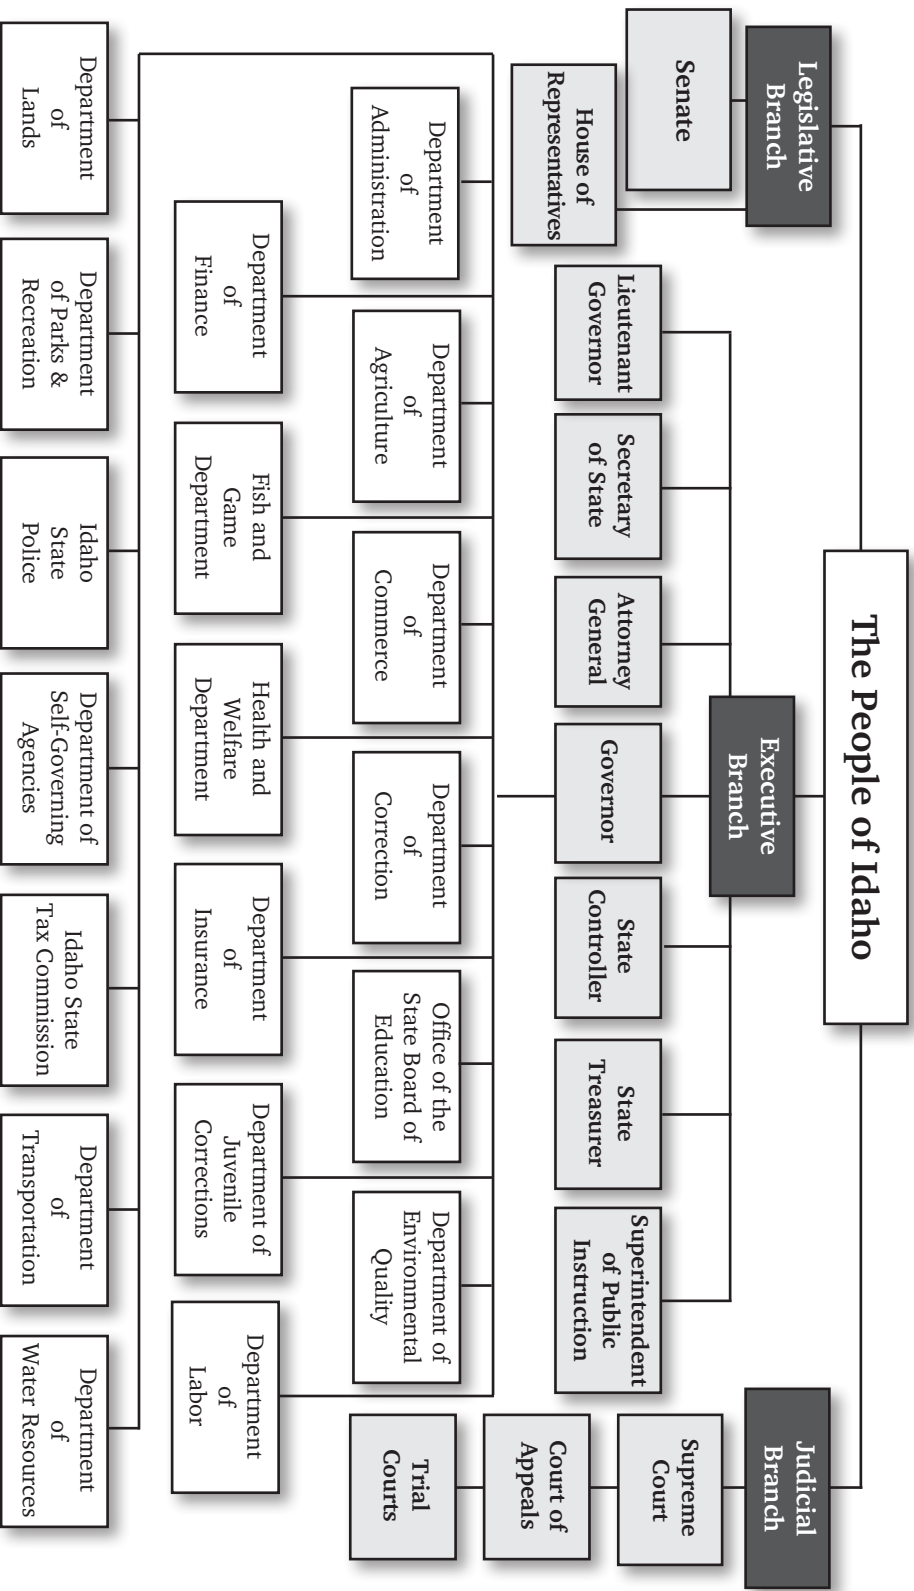 The People of Idaho
Legislative
Branch
Senate
House of
Representatives
Executive
Branch
Lieutenant
Governor
Secretary
of State
Attorney
General
Governor
State
Controller
State
Treasurer
Superintendent
of Public
Instruction
Judicial
Branch
Supreme
Court
Court of
Appeals
Trial
Courts
Department
of
Administration
Department
of
Agriculture
Department
of
Commerce
Department
of
Correction
Office of the
State Board of
Education
Department of
Environmental
Quality
Department
of
Finance
Fish and
Game
Department
Health and
Welfare
Department
Department
of
Insurance
Department of
Juvenile
Corrections
Department
of
Labor
Department
of
Lands
Department
of Parks &
Recreation
Idaho
State
Police
Department of
Self-Governing
Agencies
Idaho State
Tax Commission
Department
of
Transportation
Department
of
Water Resources